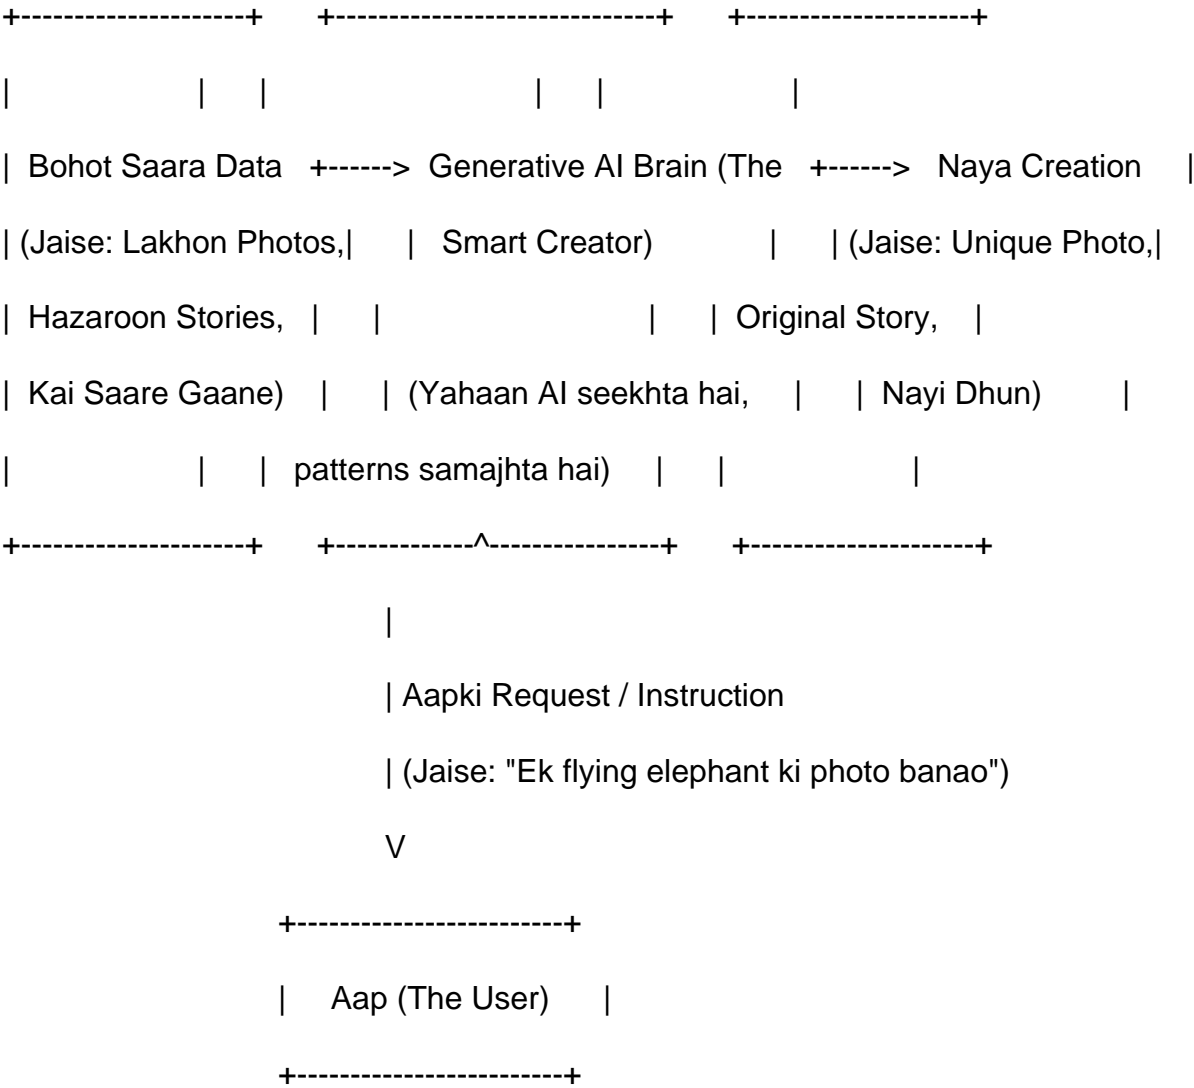 +---------------------+ +------------------------------+ +---------------------+
| | | | | |
| Bohot Saara Data +------> Generative AI Brain (The +------> Naya Creation |
| (Jaise: Lakhon Photos,| | Smart Creator) | | (Jaise: Unique Photo,|
| Hazaroon Stories, | | | | Original Story, |
| Kai Saare Gaane) | | (Yahaan AI seekhta hai, | | Nayi Dhun) |
| | | patterns samajhta hai) | | |
+---------------------+ +-------------^----------------+ +---------------------+
|
| Aapki Request / Instruction
| (Jaise: "Ek flying elephant ki photo banao")
V
+-------------------------+
| Aap (The User) |
+-------------------------+